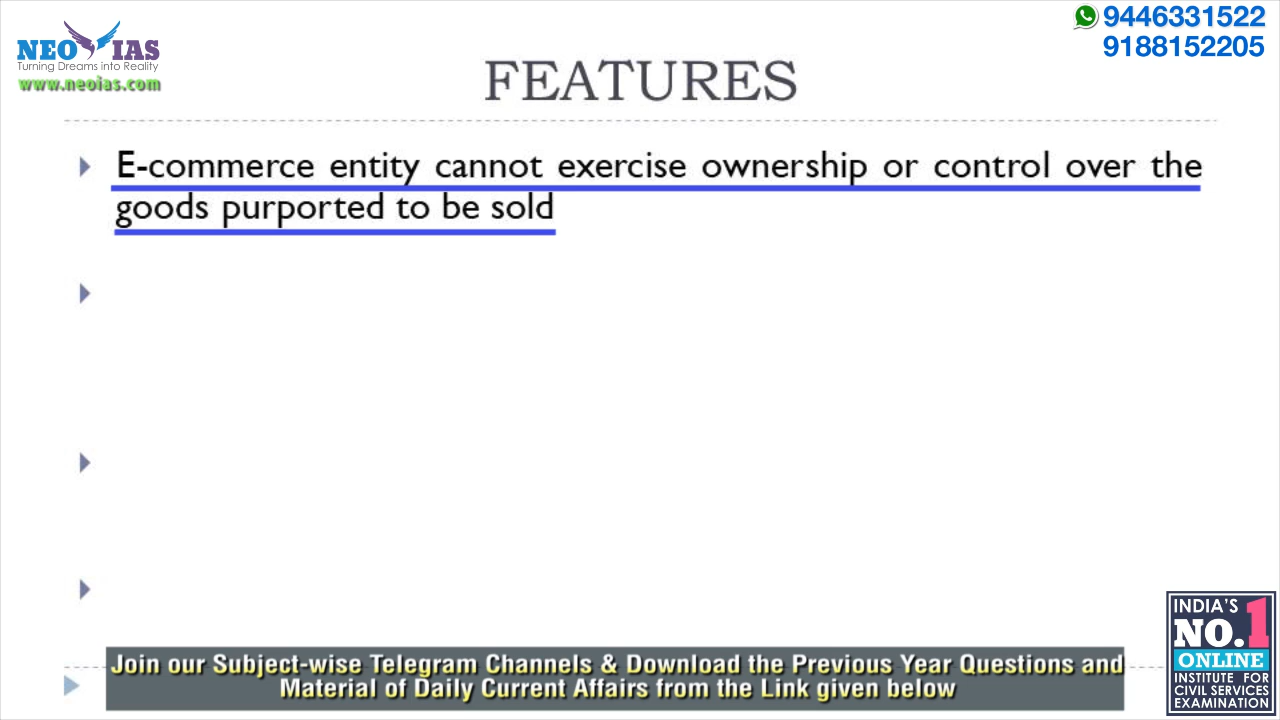 NEO IAS
Turning Dreams into Reality
www.neoias.com
9446331522
9188152205
FEATURES
E-commerce entity cannot exercise ownership or control over the
goods purported to be sold
Join our Subject-wise Telegram Channels & Download the Previous Year Questions and
Material of Daily Current Affairs from the Link given below
INDIA'S
NO.1
ONLINE
INSTITUTE FOR
CIVIL SERVICES
EXAMINATION